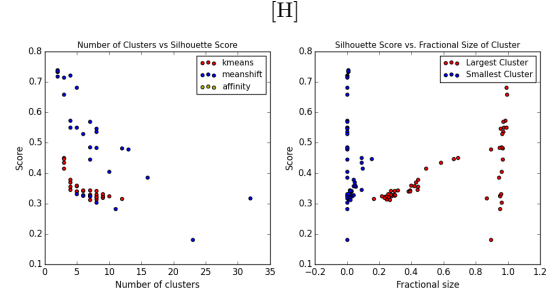 [H]
Number of Clusters vs Silhouette Score
0.8
0.7
0.6
0.5
0.4
0.3
0.2
0.1
Score
0 5 10 15 20 25 30 35
Number of clusters
kmeans
meanshift
affinity
Silhouette Score vs. Fractional Size of Cluster
0.8
0.7
0.6
0.5
0.4
0.3
0.2
0.1
Score
−0.2 0.0 0.2 0.4 0.6 0.8 1.0 1.2
Fractional size
Largest Cluster
Smallest Cluster